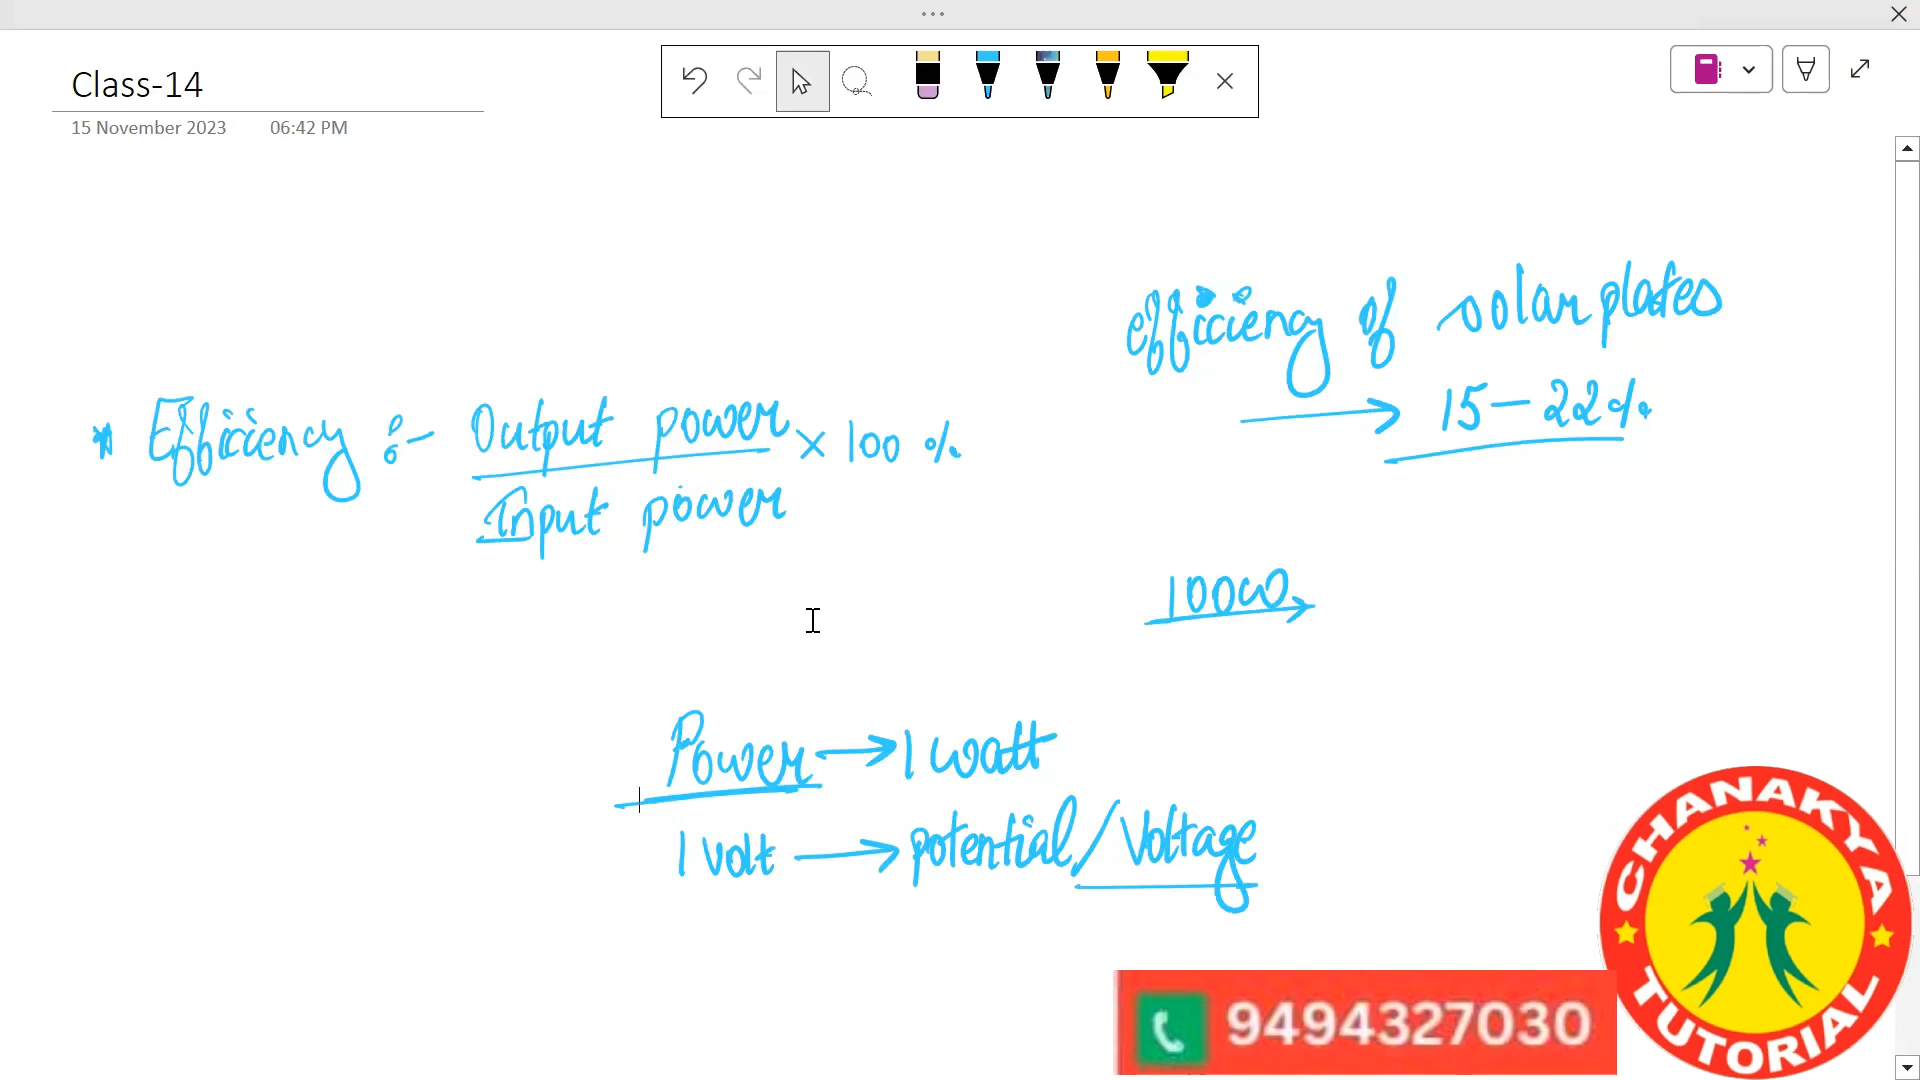 Class-14
15 November 2023 06:42 PM
efficiency of solar plates
→ 15-22%
* Efficiency :- Output power × 100 %
Input power
100W →
Power → 1 watt
1 volt → potential/Voltage
CHANAKYA
TUTORIAL
9494327030